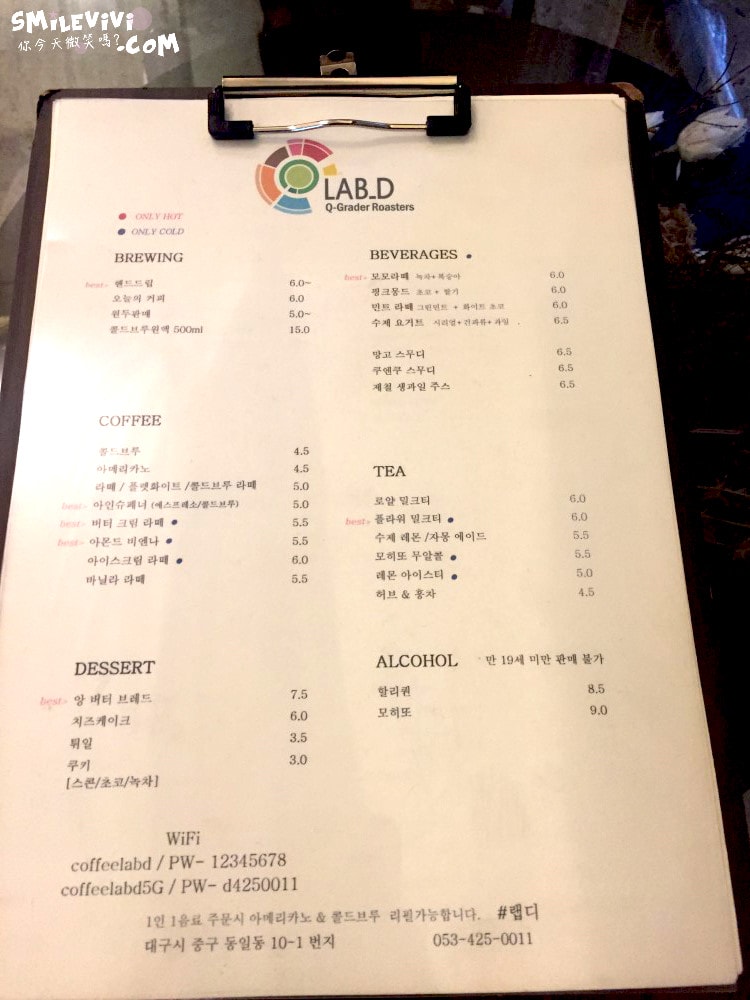 SMILEVIVI
你今天微笑嗎?.COM
LAB_D
Q-Grader Roasters
ONLY HOT
ONLY COLD
BREWING
best> 핸드드립 6.0~
오늘의 커피 6.0
원두판매 5.0~
콜드브루원액 500ml 15.0
COFFEE
콜드브루 4.5
아메리카노 4.5
라떼 / 플랫화이트 /콜드브루 라떼 5.0
best> 아인슈페너 (에스프레소/콜드브루) 5.0
best> 버터 크림 라떼 5.5
best> 아몬드 비엔나 5.5
아이스크림 라떼 6.0
바닐라 라떼 5.5
DESSERT
best> 앙 버터 브레드 7.5
치즈케이크 6.0
튀일 3.5
쿠키 3.0
[스콘/초코/녹차]
BEVERAGES
best> 모모라떼 녹차+복숭아 6.0
핑크몽드 초코 + 딸기 6.0
민트 라떼 그린민트 + 화이트 초코 6.0
수제 요거트 시리얼+견과류+과일 6.5
망고 스무디 6.5
쿠앤쿠 스무디 6.5
제철 생과일 주스 6.5
TEA
로얄 밀크티 6.0
best> 플라워 밀크티 6.0
수제 레몬 /자몽 에이드 5.5
모히또 무알콜 5.5
레몬 아이스티 5.0
허브 & 홍차 4.5
ALCOHOL 만 19세 미만 판매 불가
할리퀸 8.5
모히또 9.0
WiFi
coffeelabd / PW- 12345678
coffeelabd5G / PW- d4250011
1인 1음료 주문시 아메리카노 & 콜드브루 리필가능합니다. #랩디
대구시 중구 동일동 10-1 번지 053-425-0011